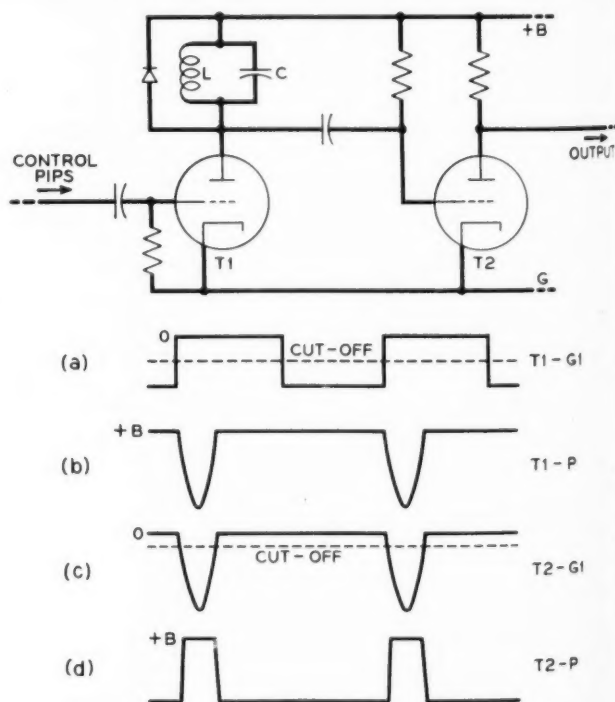 +B
L
C
CONTROL
PIPS
OUTPUT
T1
T2
G
0
(a)
CUT-OFF
T1-G1
+B
(b)
T1-P
0
(c)
CUT-OFF
T2-G1
+B
(d)
T2-P